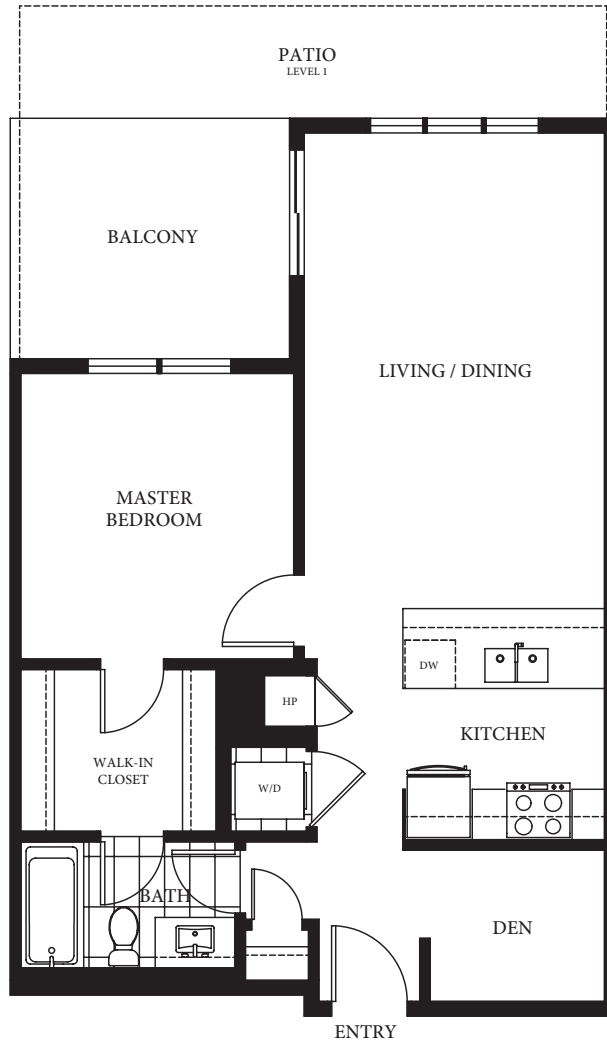 PATIO
LEVEL 1
BALCONY
LIVING / DINING
MASTER
BEDROOM
DW
HP
KITCHEN
WALK-IN
CLOSET
W/D
BATH
DEN
ENTRY